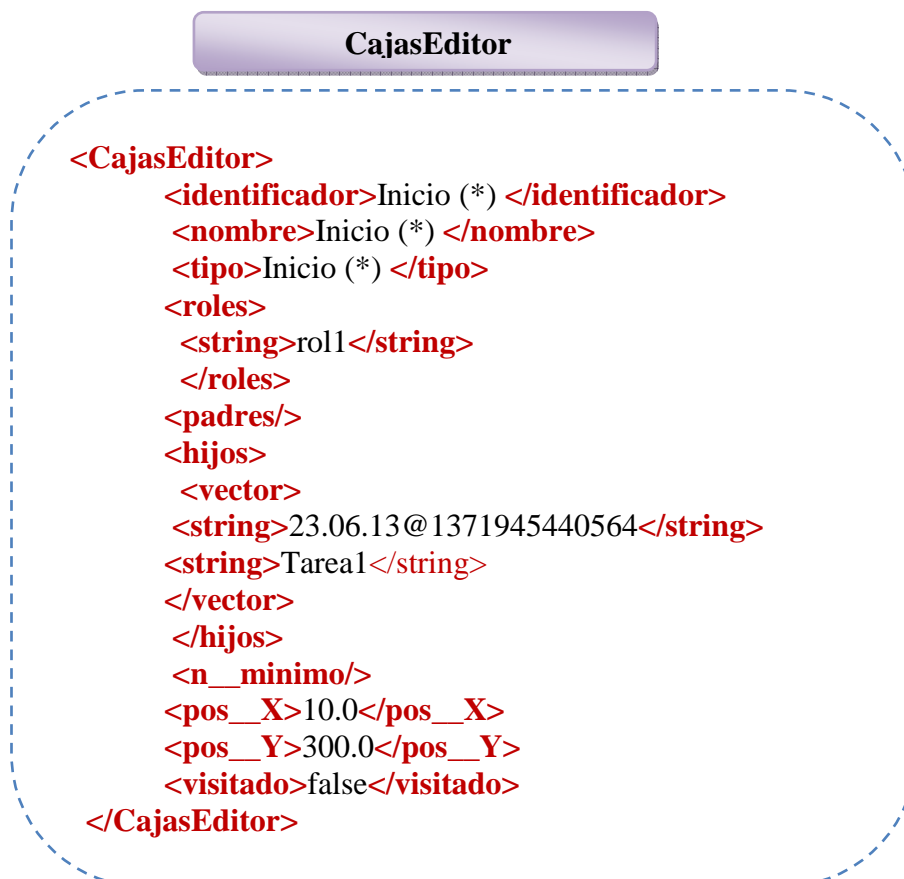 CajasEditor
<CajasEditor>
<identificador>Inicio (*) </identificador>
<nombre>Inicio (*) </nombre>
<tipo>Inicio (*) </tipo>
<roles>
<string>rol1</string>
</roles>
<padres/>
<hijos>
<vector>
<string>23.06.13@1371945440564</string>
<string>Tarea1</string>
</vector>
</hijos>
<n__minimo/>
<pos__X>10.0</pos__X>
<pos__Y>300.0</pos__Y>
<visitado>false</visitado>
</CajasEditor>